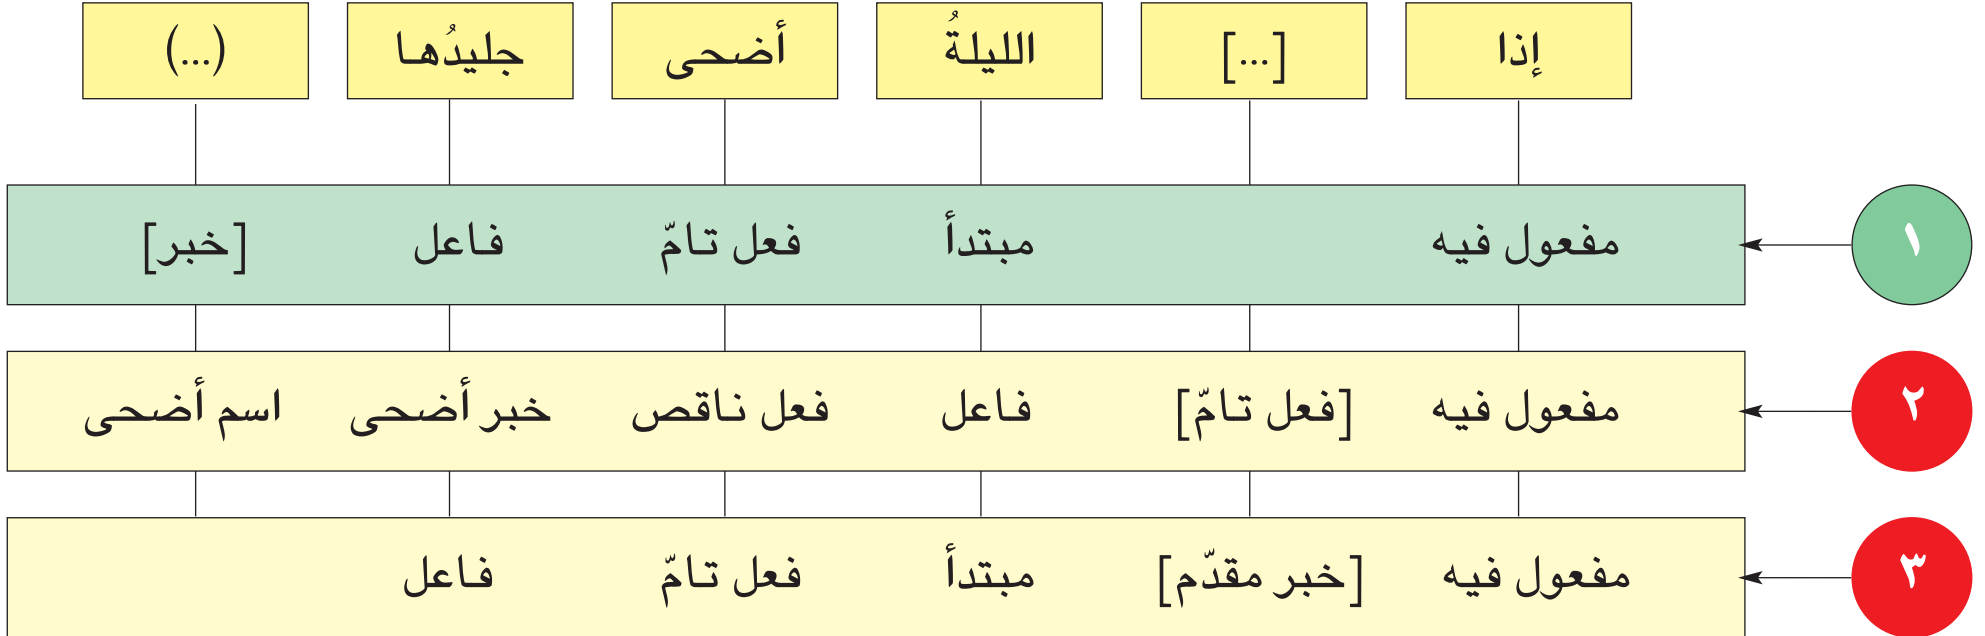 إذا [...] الليلةُ أضحى جليدُها (...)
١ مفعول فيه مبتدأ فعل تامّ فاعل [خبر]
٢ مفعول فيه [فعل تامّ] فاعل فعل ناقص خبر أضحى اسم أضحى
٣ مفعول فيه [خبر مقدّم] مبتدأ فعل تامّ فاعل